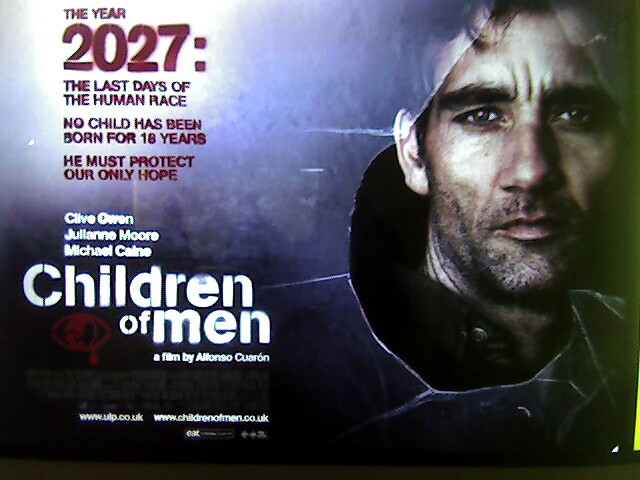 THE YEAR
2027:
THE LAST DAYS OF
THE HUMAN RACE
NO CHILD HAS BEEN
BORN FOR 18 YEARS
HE MUST PROTECT
OUR ONLY HOPE
Clive Owen
Julianne Moore
Michael Caine
Children
of men
a film by Alfonso Cuarón
www.uip.co.uk www.childrenofmen.co.uk
eat